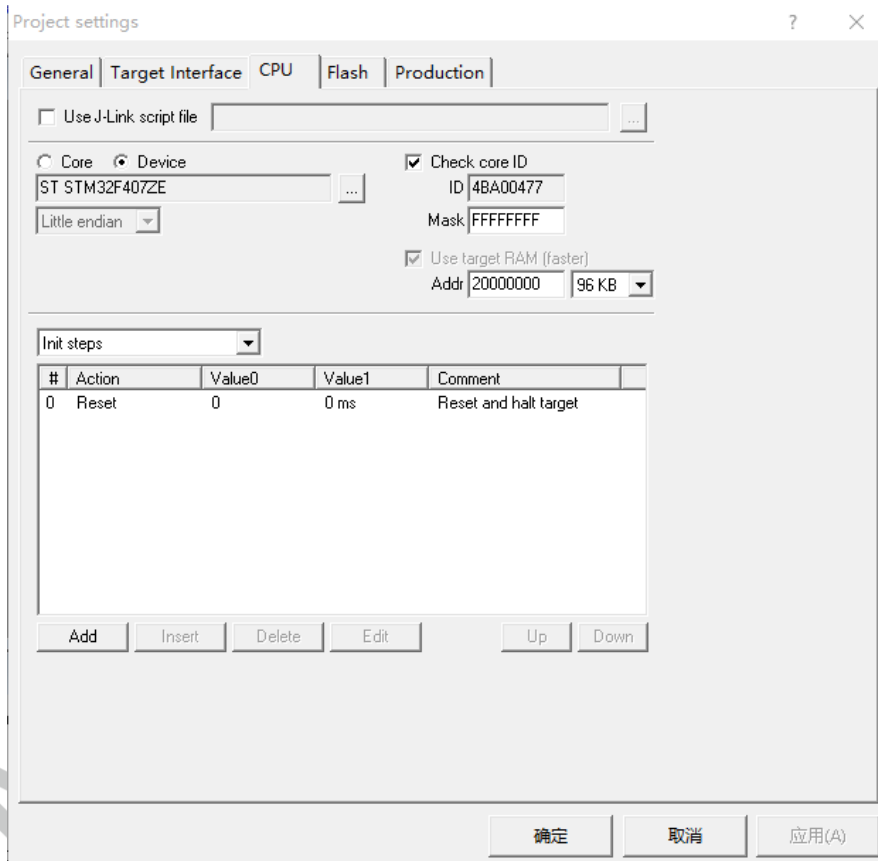 Project settings ? ×
General Target Interface CPU Flash Production
Use J-Link script file ...
Core Device Check core ID
ST STM32F407ZE ... ID 4BA00477
Little endian Mask FFFFFFFF
Use target RAM (faster)
Addr 20000000 96 KB
Init steps
# Action Value0 Value1 Comment
0 Reset 0 0 ms Reset and halt target
Add Insert Delete Edit Up Down
确定 取消 应用(A)